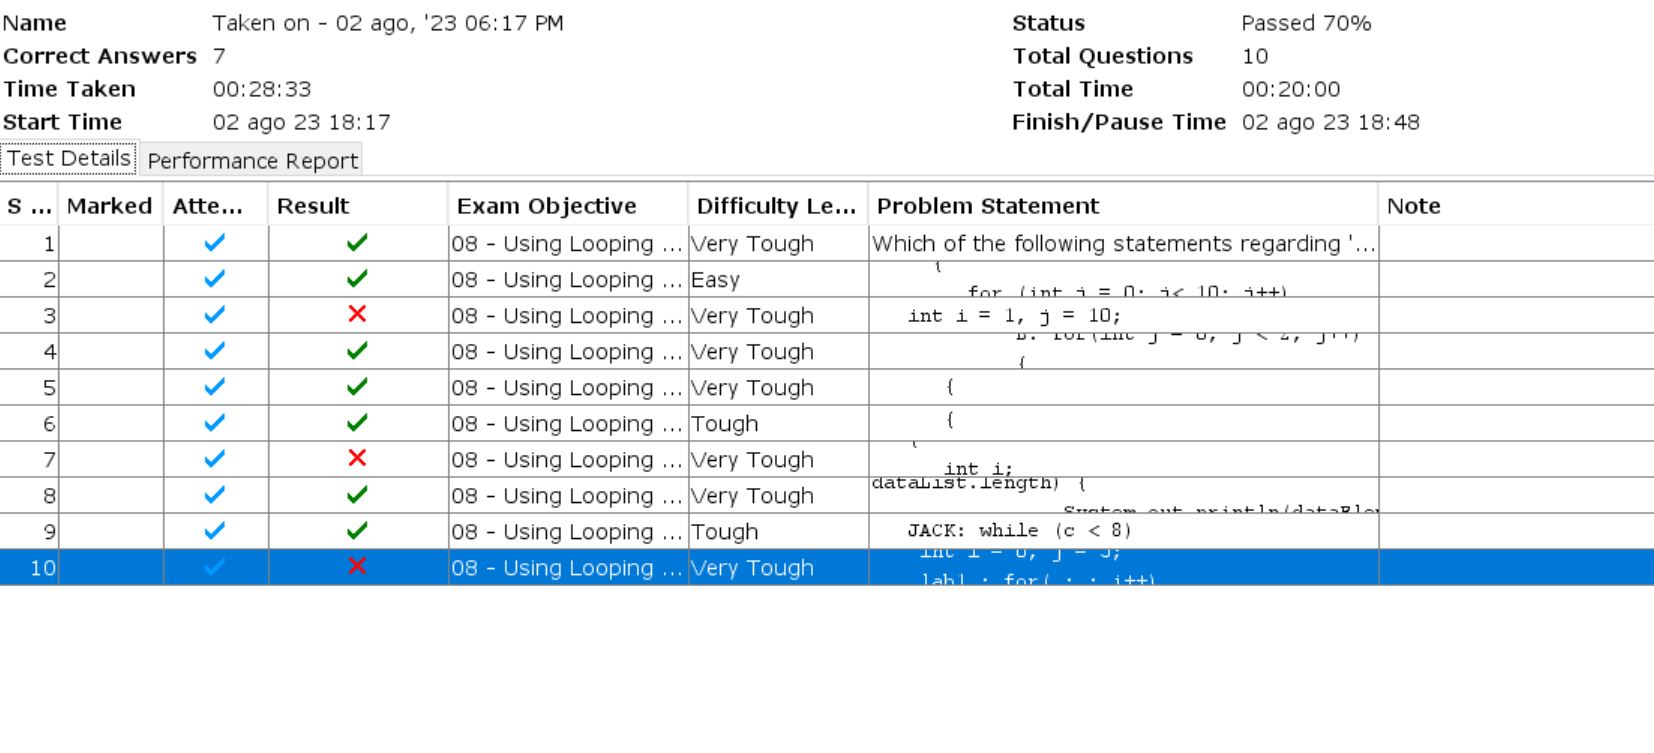 Name Taken on - 02 ago, '23 06:17 PM Status Passed 70%
Correct Answers 7 Total Questions 10
Time Taken 00:28:33 Total Time 00:20:00
Start Time 02 ago 23 18:17 Finish/Pause Time 02 ago 23 18:48
Test Details Performance Report
S ... Marked Atte... Result Exam Objective Difficulty Le... Problem Statement Note
1 08 - Using Looping ... Very Tough Which of the following statements regarding '...
2 08 - Using Looping ... Easy {
for (int j = 0; j< 10; j++)
3 08 - Using Looping ... Very Tough int i = 1, j = 10;
4 08 - Using Looping ... Very Tough B: for(int j = 0; j < 2; j++)
{
5 08 - Using Looping ... Very Tough {
6 08 - Using Looping ... Tough {
7 08 - Using Looping ... Very Tough {
int i;
8 08 - Using Looping ... Very Tough dataList.length) {
System.out.println(dataEle
9 08 - Using Looping ... Tough JACK: while (c < 8)
10 08 - Using Looping ... Very Tough int i = 0, j = 5;
lab1 : for( ; ; i++)